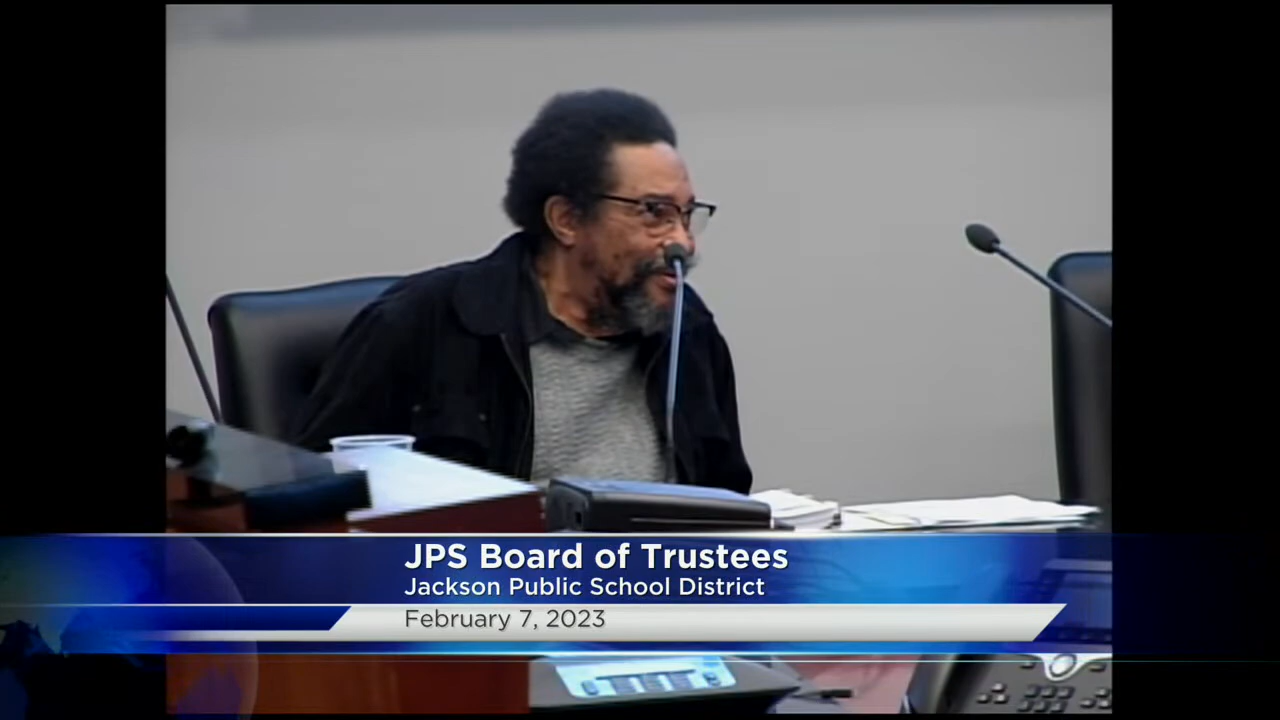 JPS Board of Trustees
Jackson Public School District
February 7, 2023